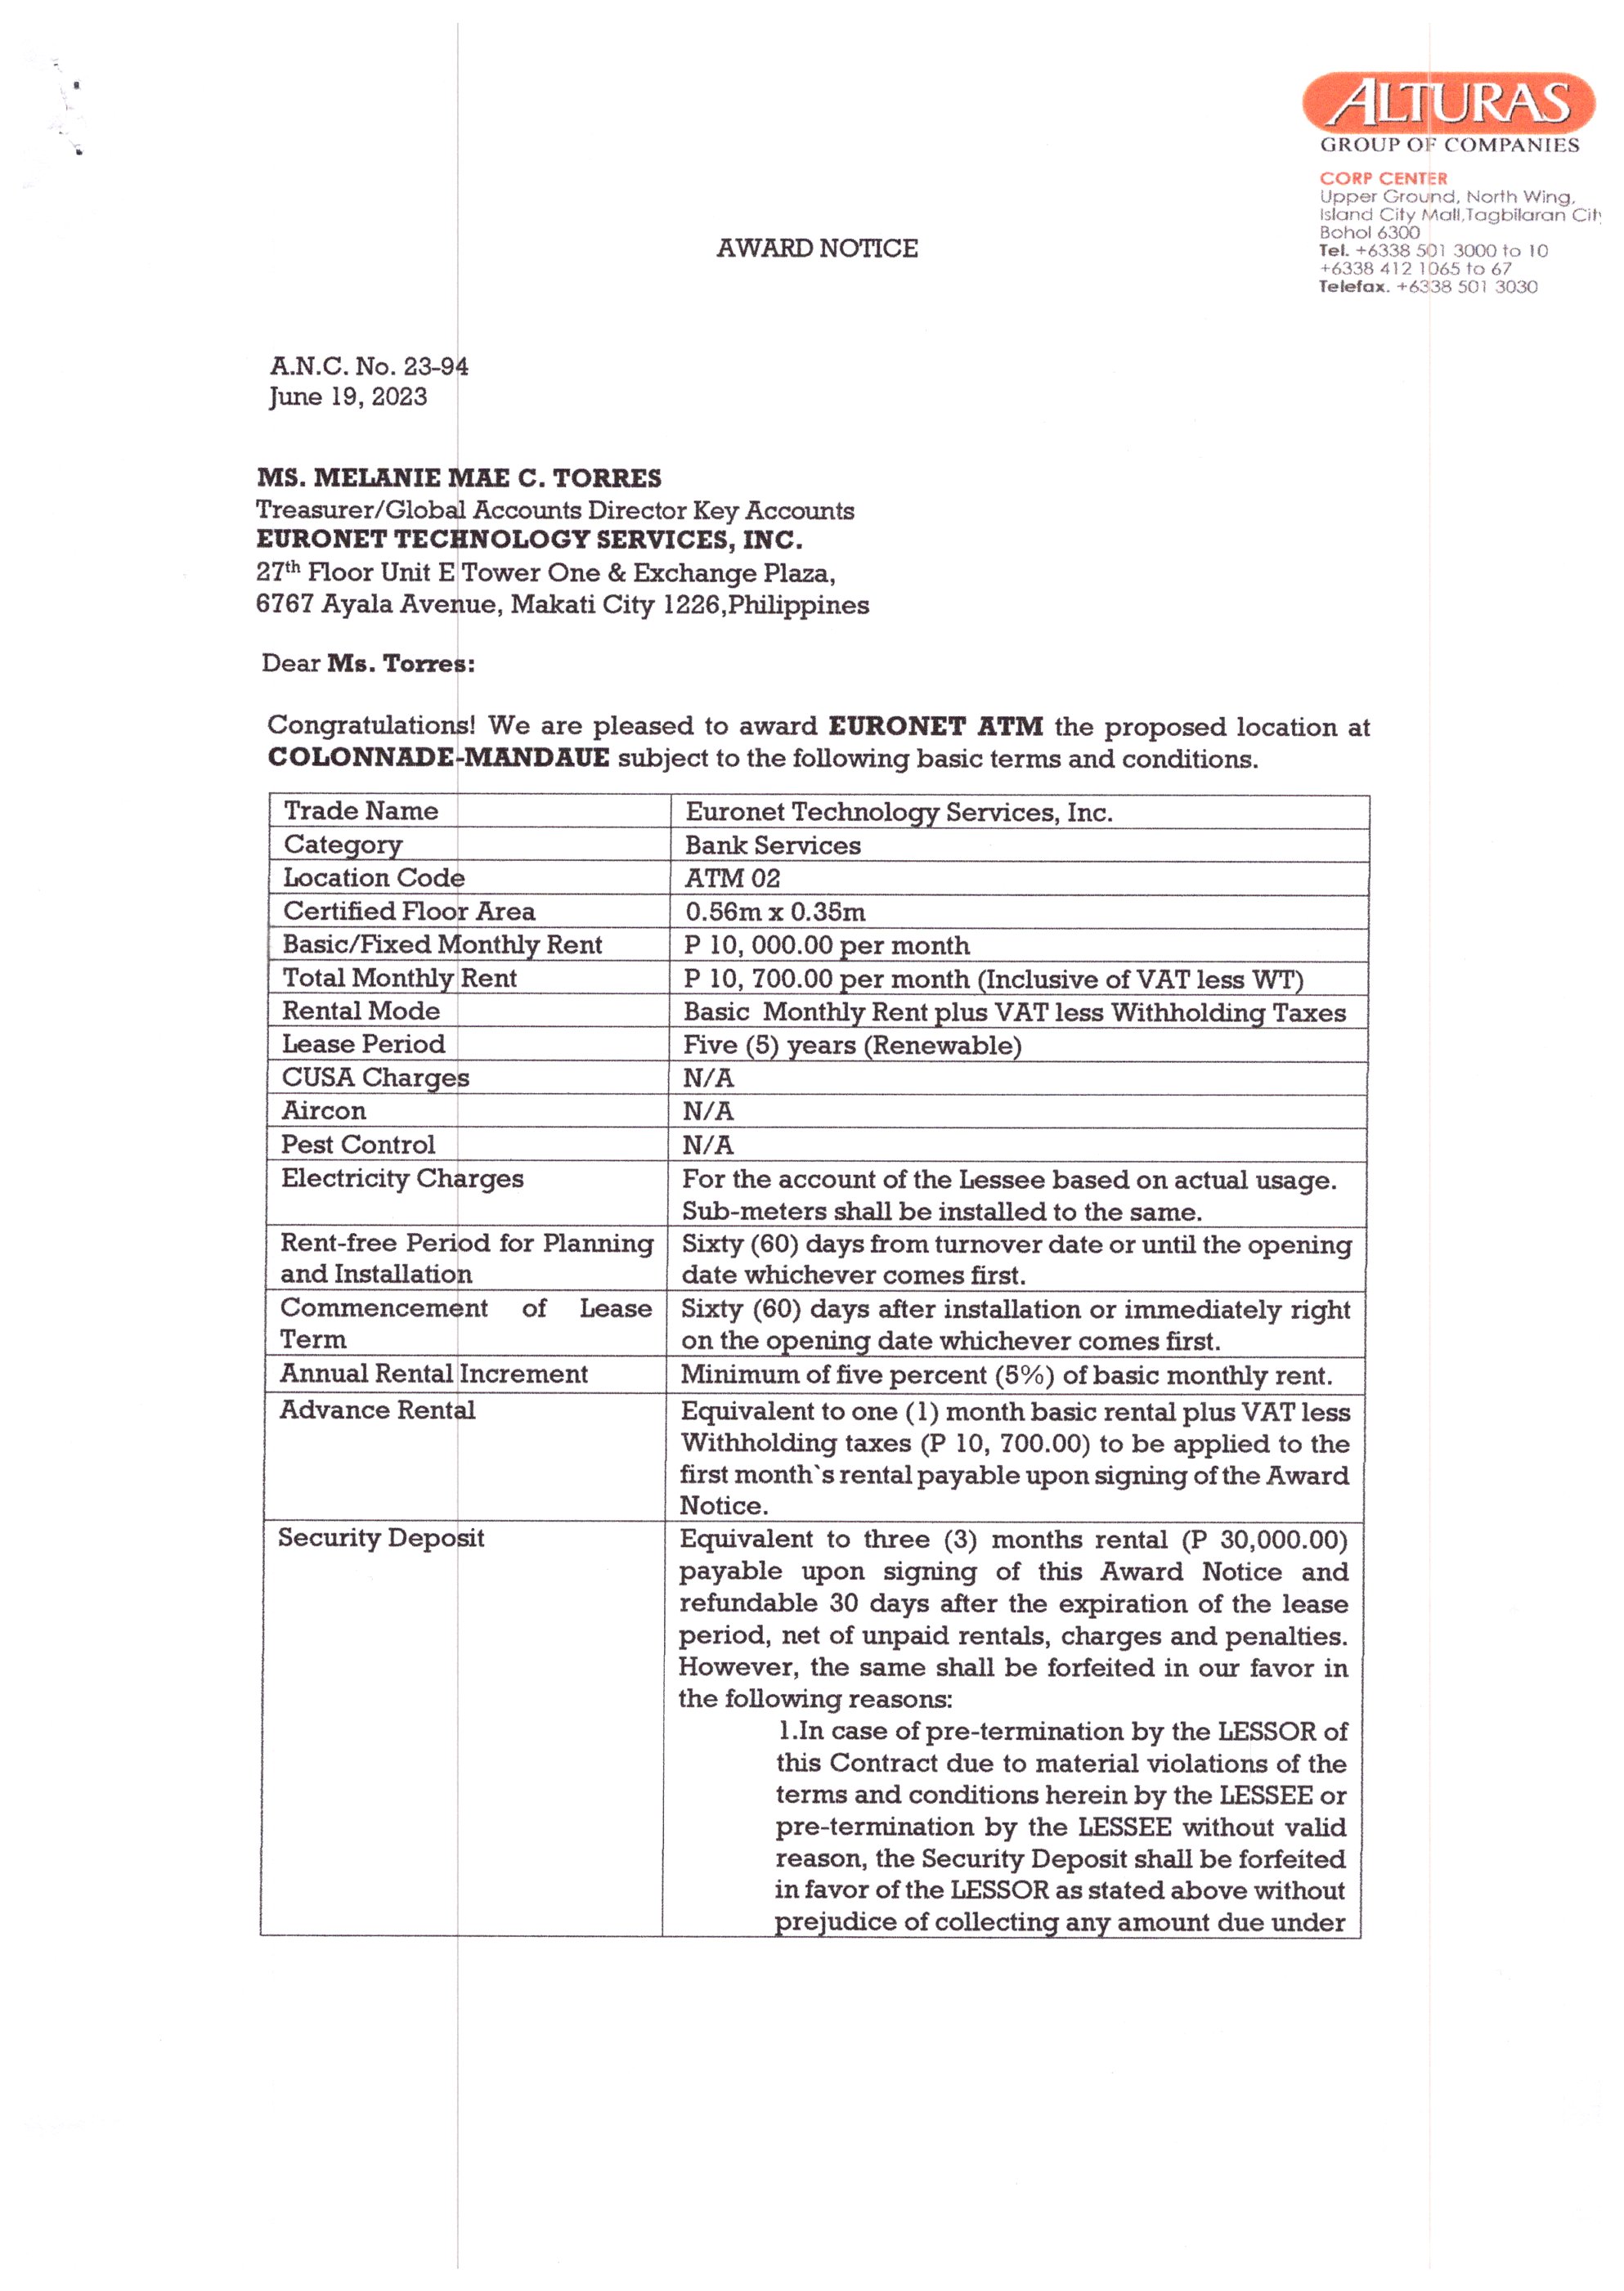 ALTURAS
GROUP OF COMPANIES
CORP CENTER
Upper Ground, North Wing,
Island City Mall,Tagbilaran Cit
Bohol 6300
Tel. +6338 501 3000 to 10
+6338 412 1065 to 67
Telefax. +6338 501 3030
AWARD NOTICE
A.N.C. No. 23-94
June 19, 2023
MS. MELANIE MAE C. TORRES
Treasurer/Global Accounts Director Key Accounts
EURONET TECHNOLOGY SERVICES, INC.
27th Floor Unit E Tower One & Exchange Plaza,
6767 Ayala Avenue, Makati City 1226,Philippines
Dear Ms. Torres:
Congratulations! We are pleased to award EURONET ATM the proposed location at
COLONNADE-MANDAUE subject to the following basic terms and conditions.
Trade Name Euronet Technology Services, Inc.
Category Bank Services
Location Code ATM 02
Certified Floor Area 0.56m x 0.35m
Basic/Fixed Monthly Rent P 10, 000.00 per month
Total Monthly Rent P 10, 700.00 per month (Inclusive of VAT less WT)
Rental Mode Basic Monthly Rent plus VAT less Withholding Taxes
Lease Period Five (5) years (Renewable)
CUSA Charges N/A
Aircon N/A
Pest Control N/A
Electricity Charges For the account of the Lessee based on actual usage.
Sub-meters shall be installed to the same.
Rent-free Period for Planning Sixty (60) days from turnover date or until the opening
and Installation date whichever comes first.
Commencement of Lease Sixty (60) days after installation or immediately right
Term on the opening date whichever comes first.
Annual Rental Increment Minimum of five percent (5%) of basic monthly rent.
Advance Rental Equivalent to one (1) month basic rental plus VAT less
Withholding taxes (P 10, 700.00) to be applied to the
first month`s rental payable upon signing of the Award
Notice.
Security Deposit Equivalent to three (3) months rental (P 30,000.00)
payable upon signing of this Award Notice and
refundable 30 days after the expiration of the lease
period, net of unpaid rentals, charges and penalties.
However, the same shall be forfeited in our favor in
the following reasons:
1.In case of pre-termination by the LESSOR of
this Contract due to material violations of the
terms and conditions herein by the LESSEE or
pre-termination by the LESSEE without valid
reason, the Security Deposit shall be forfeited
in favor of the LESSOR as stated above without
prejudice of collecting any amount due under